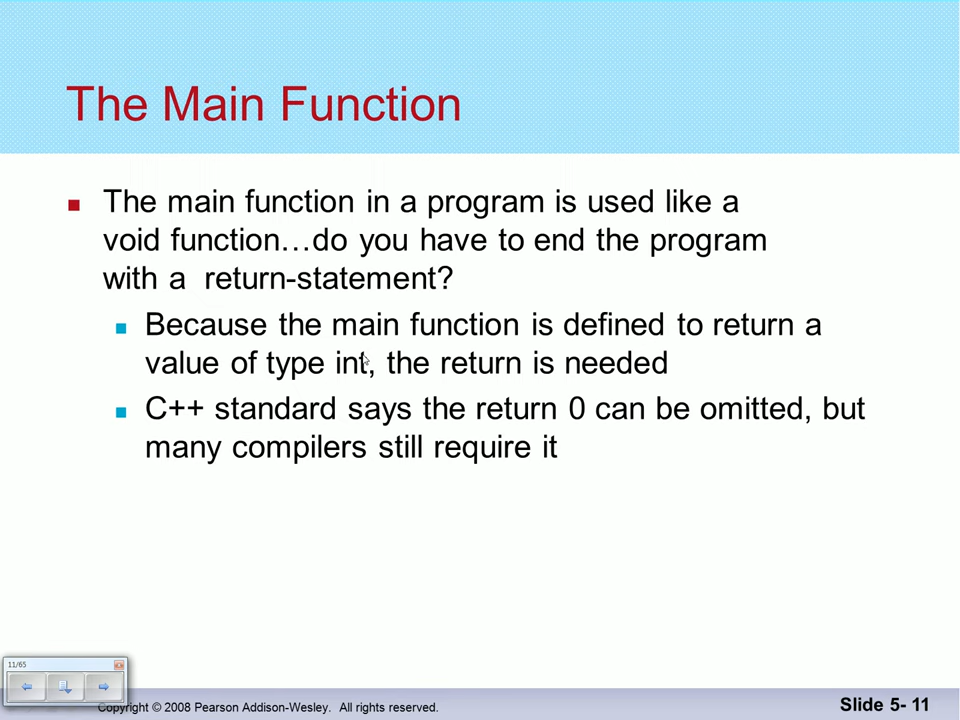 The Main Function
The main function in a program is used like a
void function…do you have to end the program
with a  return-statement?
Because the main function is defined to return a
value of type int, the return is needed
C++ standard says the return 0 can be omitted, but
many compilers still require it
11/65
Copyright © 2008 Pearson Addison-Wesley.  All rights reserved.
Slide 5- 11